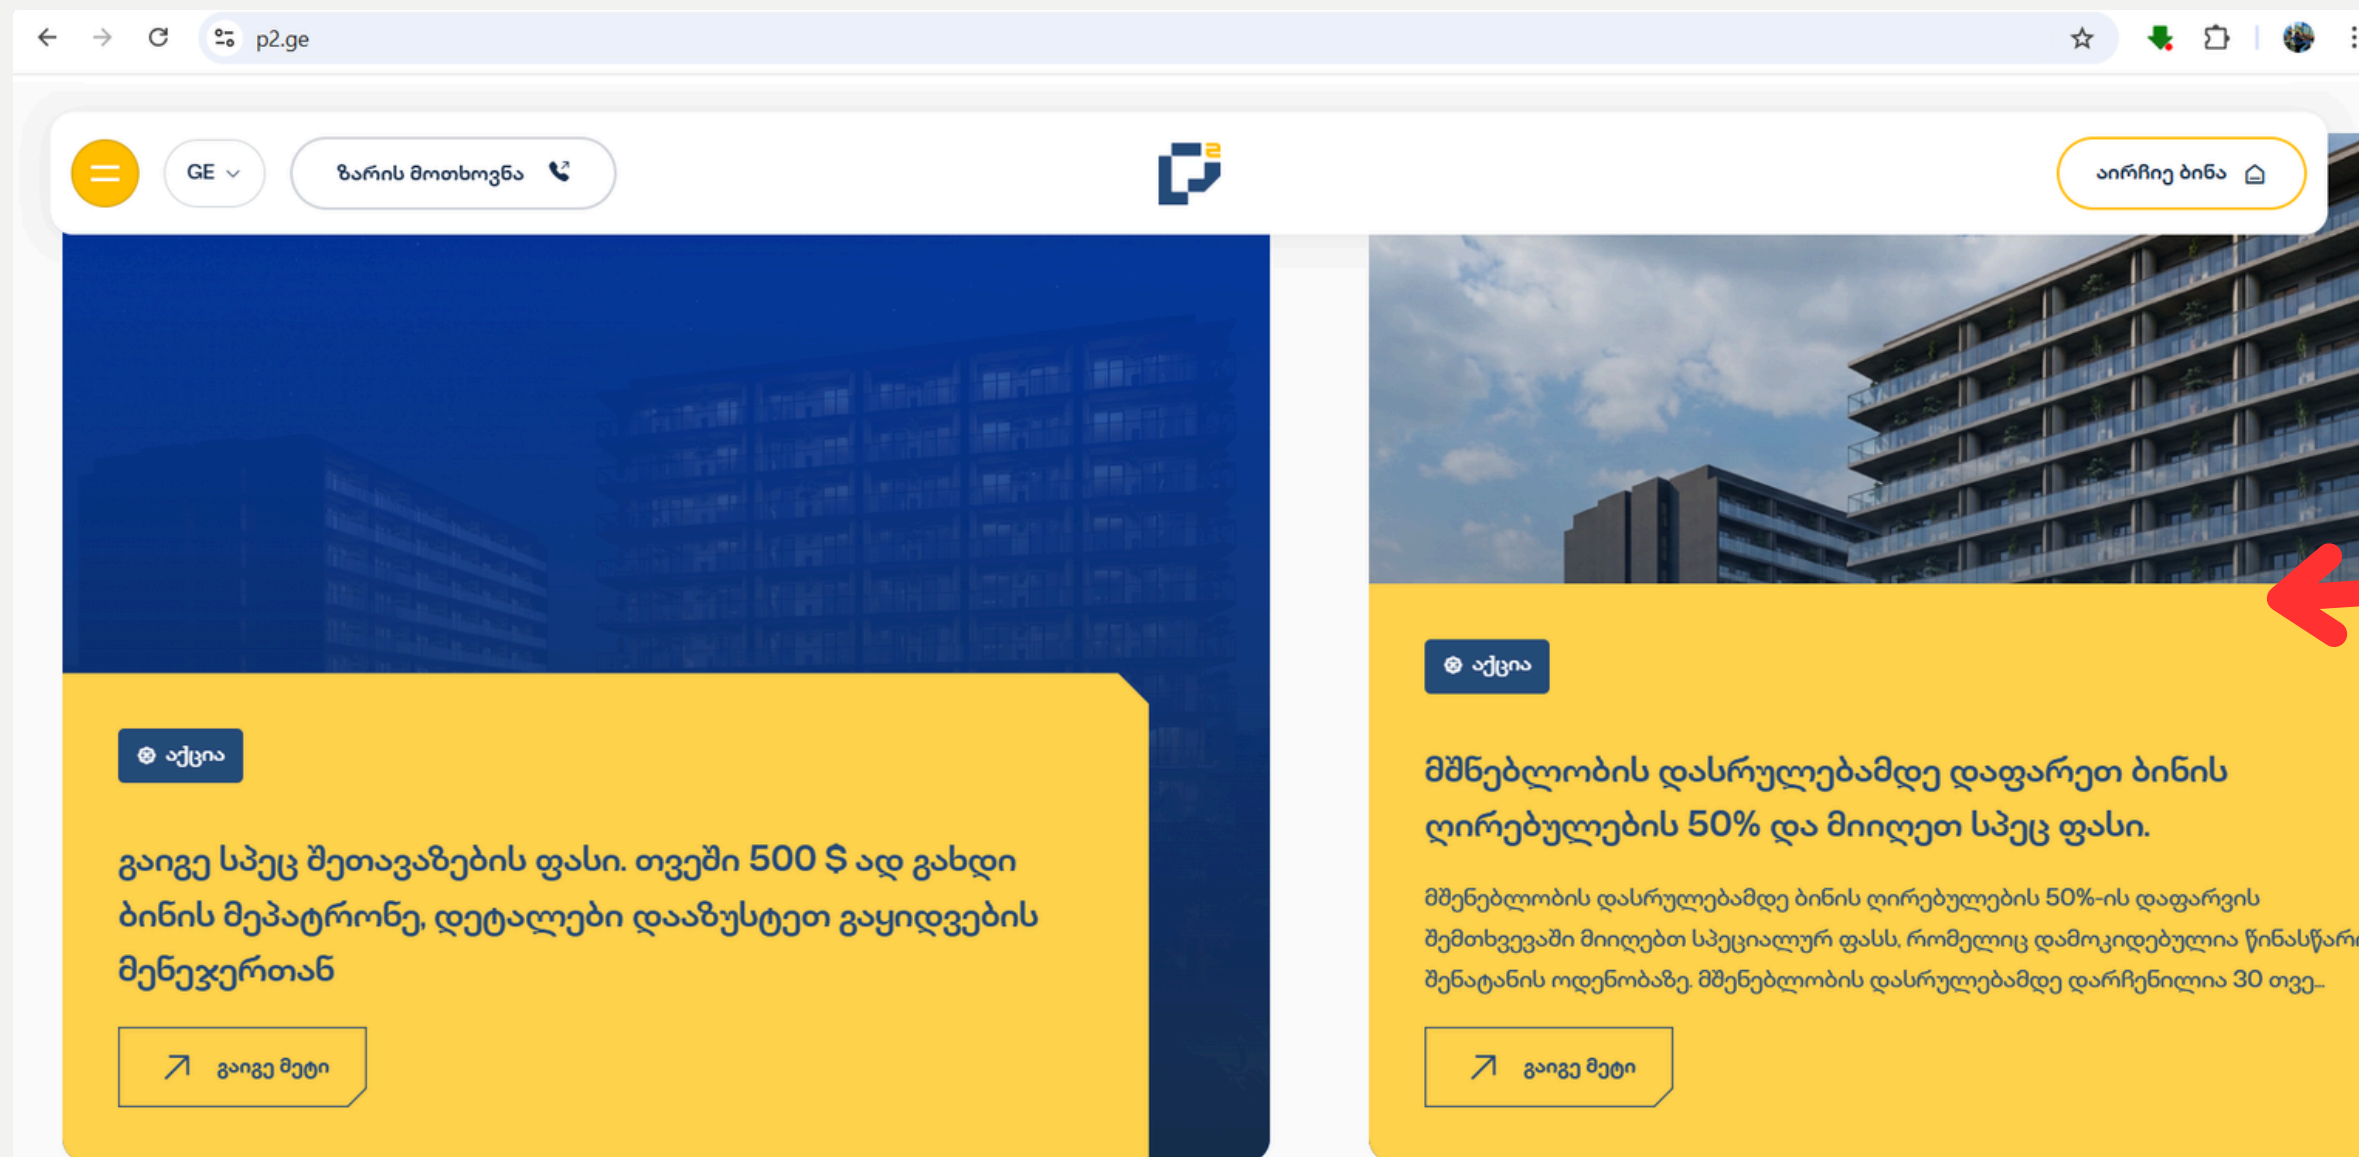 p2.ge
GE
ზარის მოთხოვნა
აირჩიე ბინა
აქცია
გაიგე სპეც შეთავაზების ფასი. თვეში 500 $ ად გახდი
ბინის მეპატრონე, დეტალები დააზუსტეთ გაყიდვების
მენეჯერთან
გაიგე მეტი
აქცია
მშნებლობის დასრულებამდე დაფარეთ ბინის
ღირებულების 50% და მიიღეთ სპეც ფასი.
მშენებლობის დასრულებამდე ბინის ღირებულების 50%-ის დაფარვის
შემთხვევაში მიიღებთ სპეციალურ ფასს, რომელიც დამოკიდებულია
შენატანის ოდენობაზე. მშენებლობის დასრულებამდე დარჩენილია 30 თვე...
გაიგე მეტი